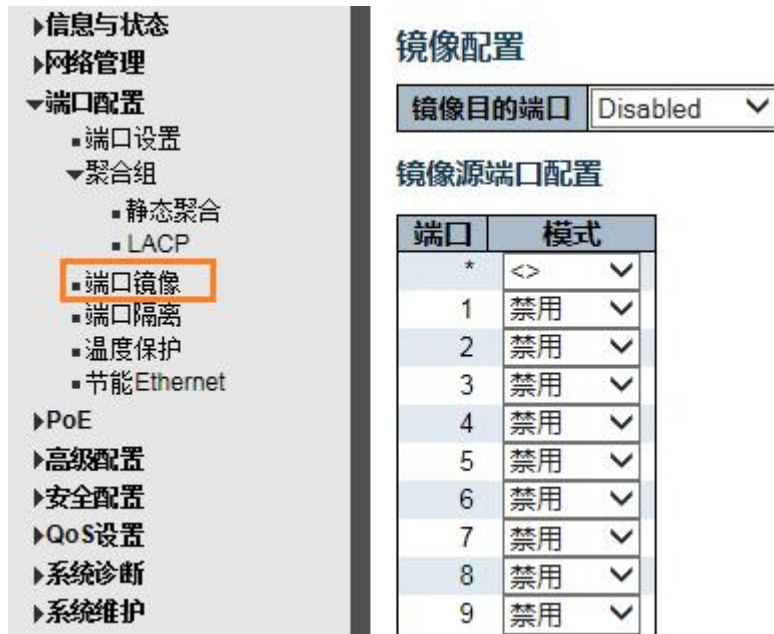 信息与状态
网络管理
端口配置
端口设置
聚合组
静态聚合
LACP
端口镜像
端口隔离
温度保护
节能Ethernet
PoE
高级配置
安全配置
QoS设置
系统诊断
系统维护
镜像配置
镜像目的端口 Disabled
镜像源端口配置
端口 模式
* <>
1 禁用
2 禁用
3 禁用
4 禁用
5 禁用
6 禁用
7 禁用
8 禁用
9 禁用